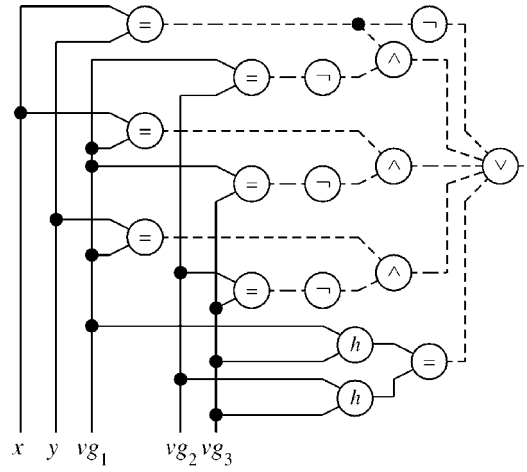 = ¬
= ¬ ∧
=
= ¬ ∧ ∨
=
= ¬ ∧
h
=
h
x y vg₁ vg₂ vg₃